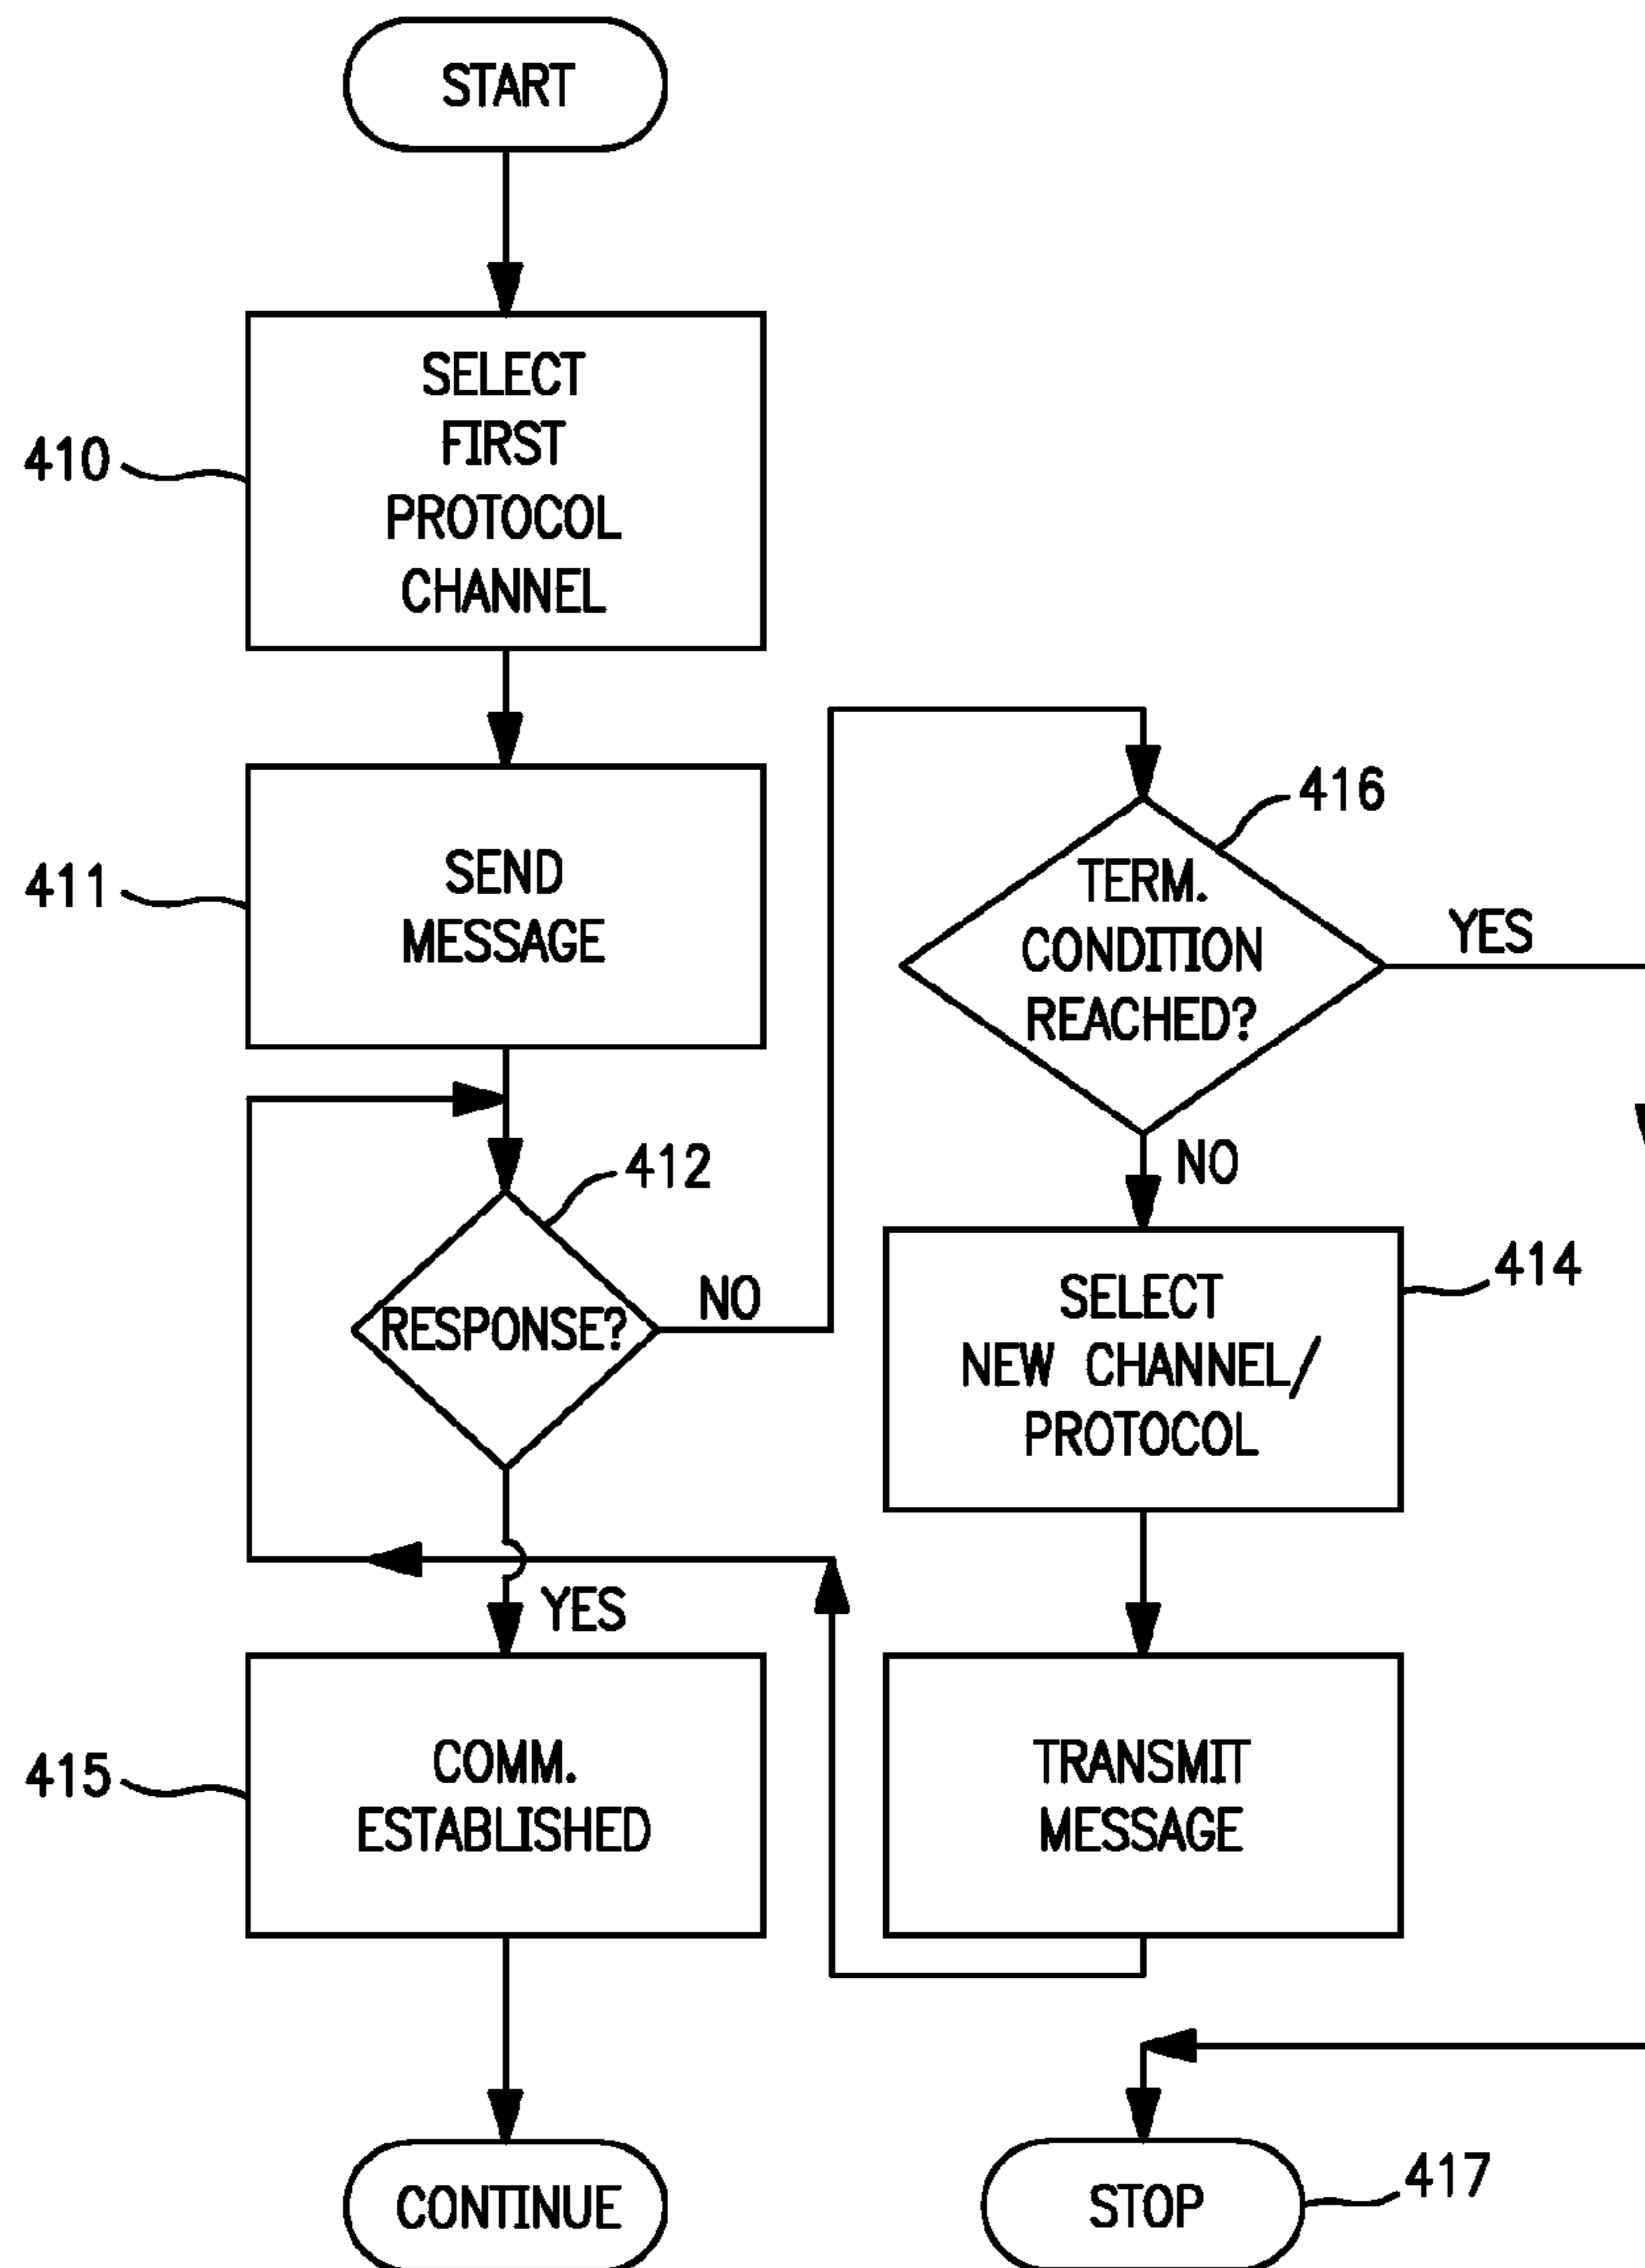 START
SELECT
FIRST
PROTOCOL
CHANNEL
410
SEND
MESSAGE
411
412
RESPONSE?
NO
YES
COMM.
ESTABLISHED
415
CONTINUE
416
TERM.
CONDITION
REACHED?
YES
NO
SELECT
NEW CHANNEL/
PROTOCOL
414
TRANSMIT
MESSAGE
STOP
417